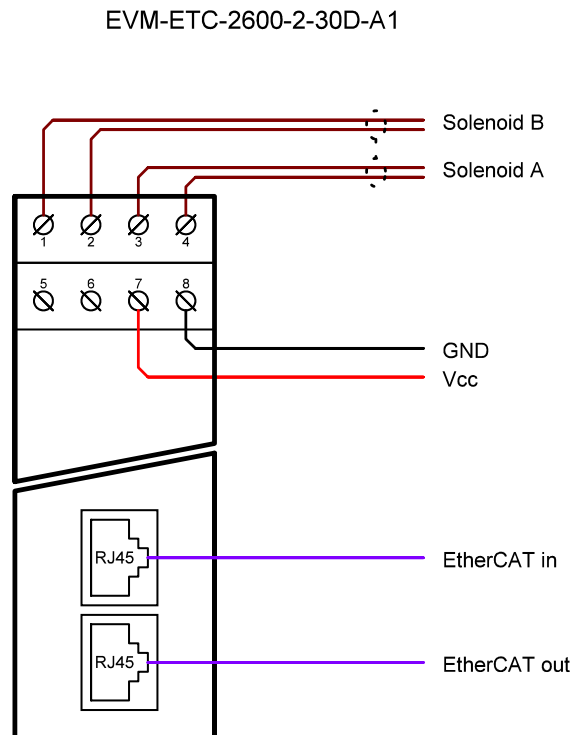 EVM-ETC-2600-2-30D-A1
Solenoid B
Solenoid A
1 2 3 4
5 6 7 8
GND
Vcc
RJ45 EtherCAT in
RJ45 EtherCAT out